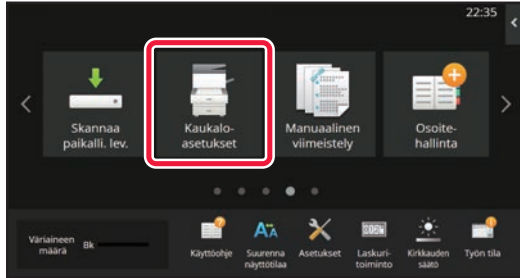 22:35
Skannaa
paikalli. lev.
Kaukalo-
asetukset
Manuaalinen
viimeistely
Osoite-
hallinta
Väriaineen
määrä
Bk
Käyttöohje
Suurenna
näyttötilaa
Asetukset
Laskuri-
toiminto
Kirkkauden
säätö
Työn tila